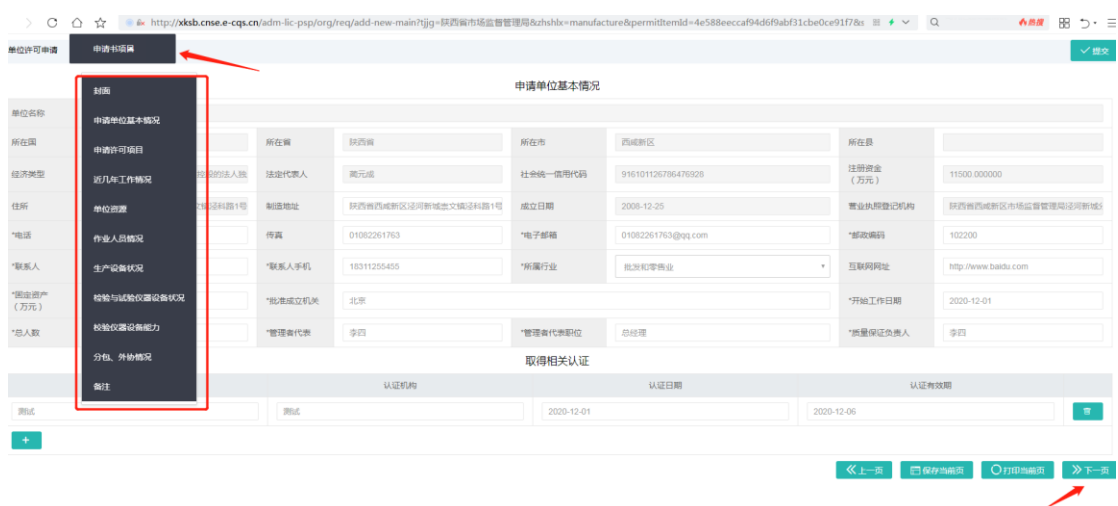 http://xksb.cnse.e-cqs.cn/adm-lic-psp/org/req/add-new-main?tjjg=陕西省市场监督管理局&zhshlx=manufacture&permitItemId=4e588eeccaf94d6f9abf31cbe0ce91f7&s
热搜
单位许可申请 申请书项目 提交
封面
申请单位基本情况
申请许可项目
近几年工作情况
单位资源
作业人员情况
生产设备状况
检验与试验仪器设备状况
校验仪器设备能力
分包、外协情况
备注
申请单位基本情况
单位名称
所在国 所在省 陕西省 所在市 西咸新区 所在县
经济类型 控股的法人独 法定代表人 社会统一信用代码 916101126786476928 注册资金（万元） 11500.000000
住所 文镇泾科路1号 制造地址 陕西省西咸新区泾河新城崇文镇泾科路1号 成立日期 2008-12-25 营业执照登记机构 陕西省西咸新区市场监督管理局泾河新城
*电话 传真 01082261763 *电子邮箱 01082261763@qq.com *邮政编码 102200
*联系人 *联系人手机 18311255455 *所属行业 批发和零售业 互联网网址 http://www.baidu.com
*固定资产（万元） *批准成立机关 北京 *开始工作日期 2020-12-01
*总人数 *管理者代表 李四 *管理者代表职位 总经理 *质量保证负责人 李四
取得相关认证
认证机构 认证日期 认证有效期
测试 测试 2020-12-01 2020-12-06
+
上一页 保存当前页 打印当前页 下一页